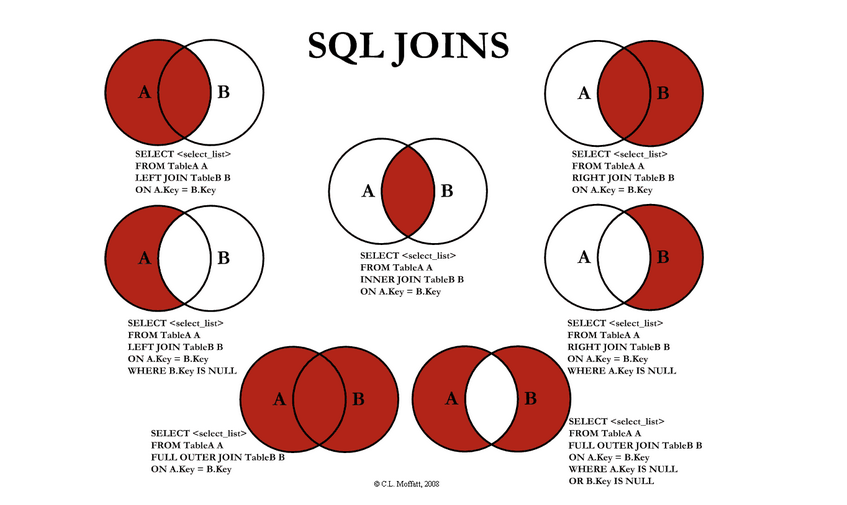 SQL JOINS
A
B
SELECT <select_list>
FROM TableA A
LEFT JOIN TableB B
ON A.Key = B.Key
A
B
SELECT <select_list>
FROM TableA A
RIGHT JOIN TableB B
ON A.Key = B.Key
A
B
SELECT <select_list>
FROM TableA A
INNER JOIN TableB B
ON A.Key = B.Key
A
B
SELECT <select_list>
FROM TableA A
LEFT JOIN TableB B
ON A.Key = B.Key
WHERE B.Key IS NULL
A
B
SELECT <select_list>
FROM TableA A
RIGHT JOIN TableB B
ON A.Key = B.Key
WHERE A.Key IS NULL
A
B
SELECT <select_list>
FROM TableA A
FULL OUTER JOIN TableB B
ON A.Key = B.Key
A
B
SELECT <select_list>
FROM TableA A
FULL OUTER JOIN TableB B
ON A.Key = B.Key
WHERE A.Key IS NULL
OR B.Key IS NULL
© C.L. Moffatt, 2008